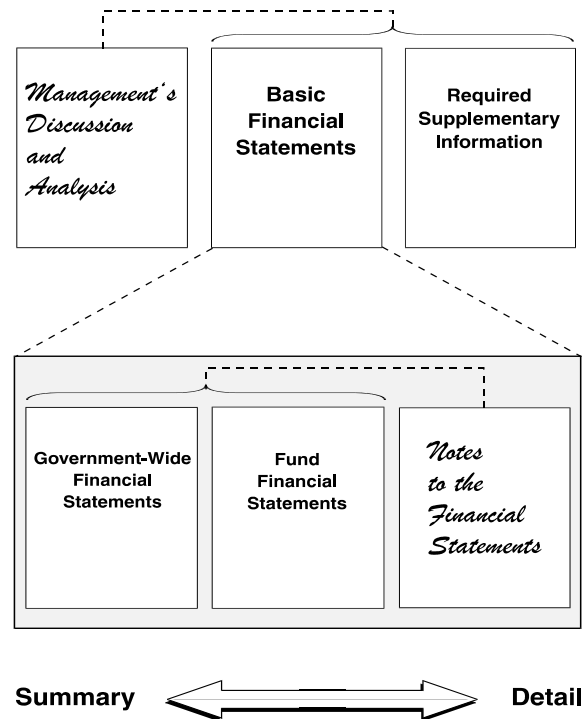 Management's
Discussion
and
Analysis
Basic
Financial
Statements
Required
Supplementary
Information
Government-Wide
Financial
Statements
Fund
Financial
Statements
Notes
to the
Financial
Statements
Summary
Detail